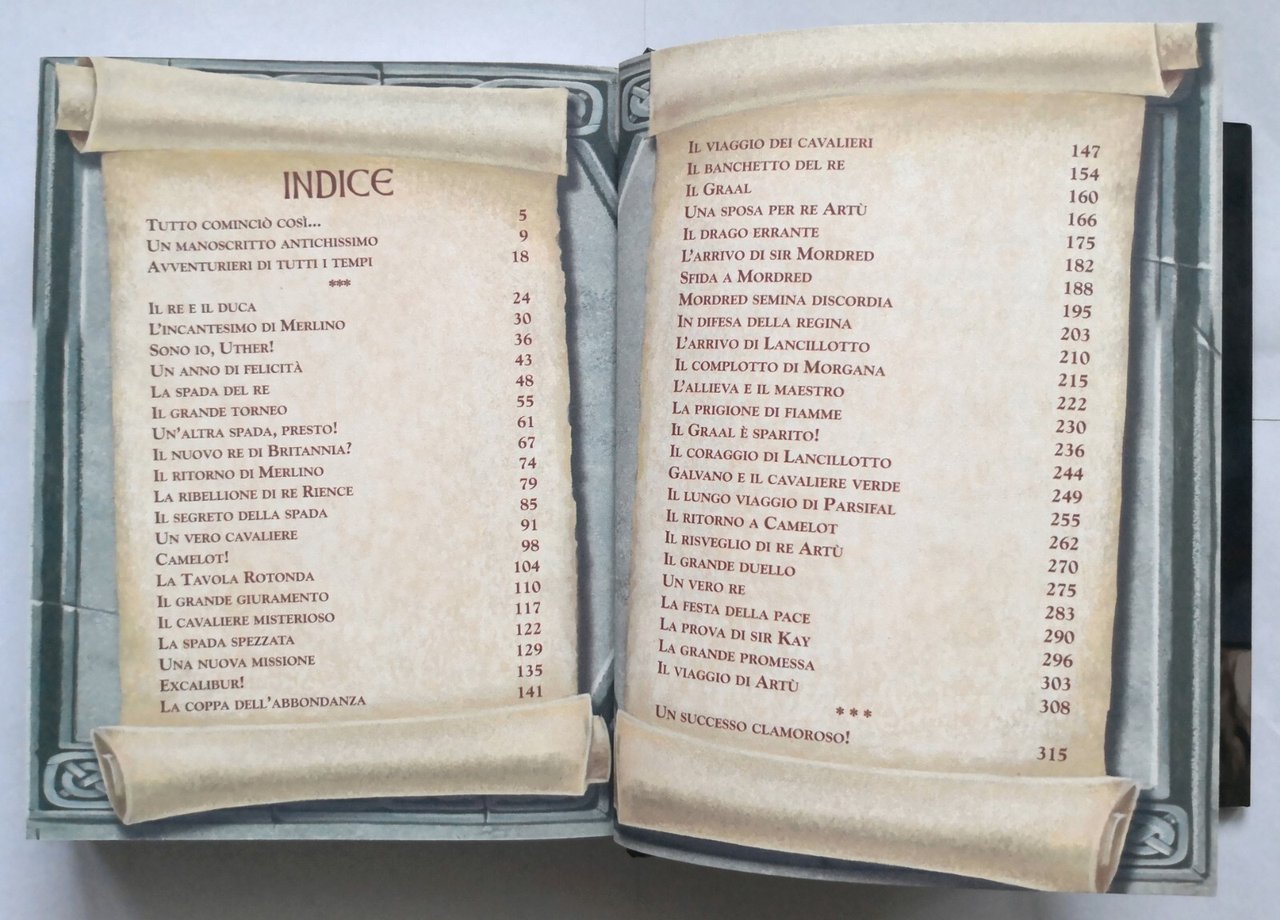 INDICE
Tutto cominciò così... 5
Un manoscritto antichissimo 9
Avventurieri di tutti i tempi 18
***
Il re e il duca 24
L'incantesimo di Merlino 30
Sono io, Uther! 36
Un anno di felicità 43
La spada del re 48
Il grande torneo 55
Un'altra spada, presto! 61
Il nuovo re di Britannia? 67
Il ritorno di Merlino 74
La ribellione di re Rience 79
Il segreto della spada 85
Un vero cavaliere 91
Camelot! 98
La Tavola Rotonda 104
Il grande giuramento 110
Il cavaliere misterioso 117
La spada spezzata 122
Una nuova missione 129
Excalibur! 135
La coppa dell'abbondanza 141
Il viaggio dei cavalieri 147
Il banchetto del re 154
Il Graal 160
Una sposa per re Artù 166
Il drago errante 175
L'arrivo di sir Mordred 182
Sfida a Mordred 188
Mordred semina discordia 195
In difesa della regina 203
L'arrivo di Lancillotto 210
Il complotto di Morgana 215
L'allieva e il maestro 222
La prigione di fiamme 230
Il Graal è sparito! 236
Il coraggio di Lancillotto 244
Galvano e il cavaliere verde 249
Il lungo viaggio di Parsifal 255
Il ritorno a Camelot 262
Il risveglio di re Artù 270
Il grande duello 275
Un vero re 283
La festa della pace 290
La prova di sir Kay 296
La grande promessa 303
Il viaggio di Artù 308
***
Un successo clamoroso! 315